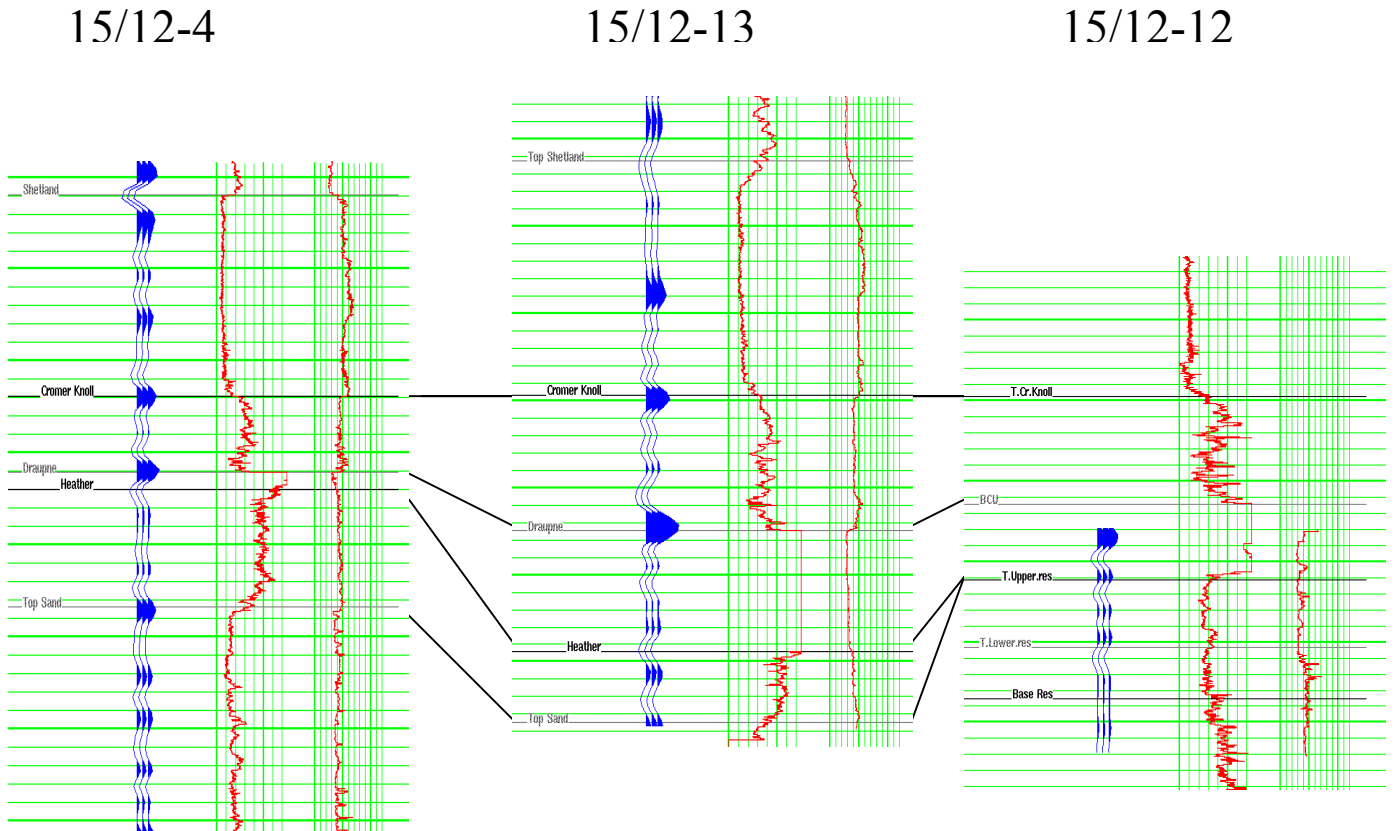 15/12-4
15/12-13
15/12-12
Shetland
Cromer Knoll
Draupne
Heather
Top Sand
Top Shetland
Cromer Knoll
Draupne
Heather
Top Sand
T.Cr.Knoll
BCU
T.Upper.res
T.Lower.res
Base Res